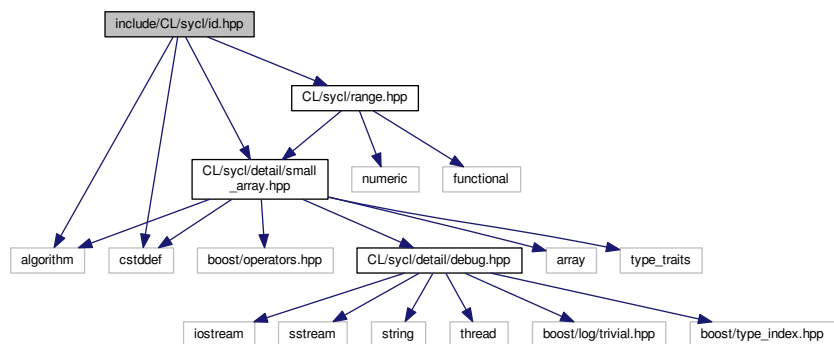 include/CL/sycl/id.hpp
CL/sycl/range.hpp
CL/sycl/detail/small
_array.hpp
numeric
functional
algorithm
cstddef
boost/operators.hpp
CL/sycl/detail/debug.hpp
array
type_traits
iostream
sstream
string
thread
boost/log/trivial.hpp
boost/type_index.hpp